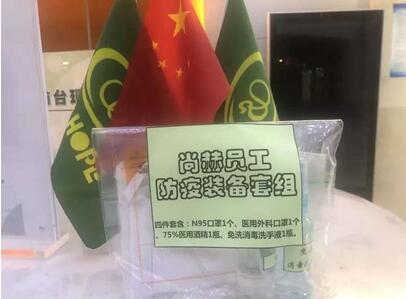 台环
HOPE
尚赫员工
防疫装备套组
四件套含：N95口罩1个、医用外科口罩1个
、75%医用酒精1瓶、免洗消毒洗手液1瓶。